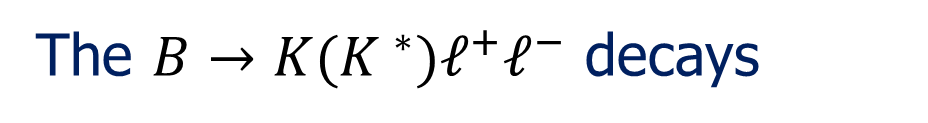 The B → K(K *)ℓ⁺ℓ⁻ decays